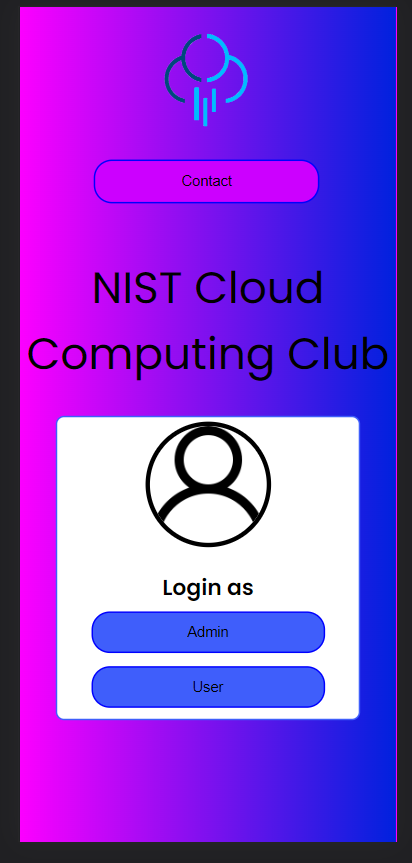 Contact
NIST Cloud
Computing Club
Login as
Admin
User